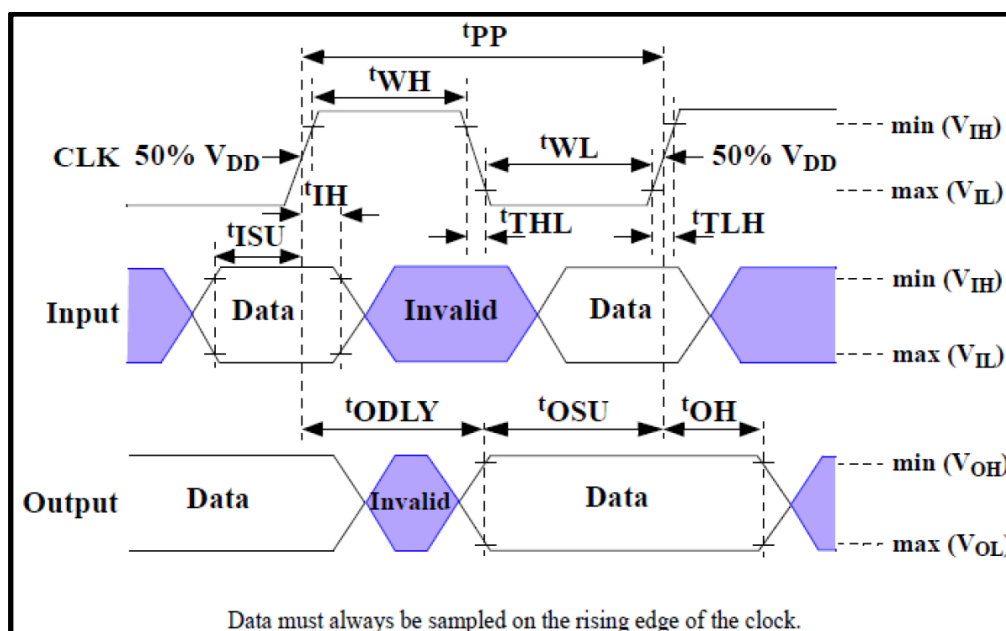 tPP
tWH
min (VIH)
CLK 50% VDD
tWL
50% VDD
max (VIL)
tIH
tISU
tTHL
tTLH
min (VIH)
Input
Data
Invalid
Data
max (VIL)
tODLY
tOSU
tOH
min (VOH)
Output
Data
Invalid
Data
max (VOL)
Data must always be sampled on the rising edge of the clock.